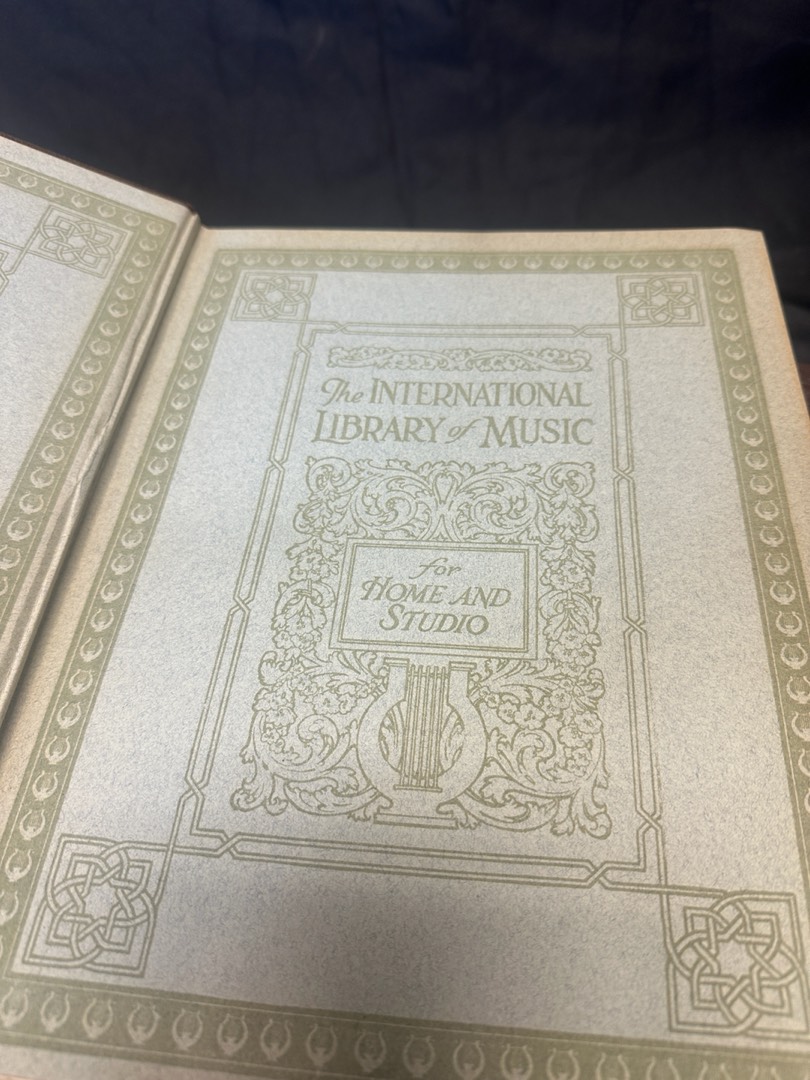 The INTERNATIONAL
LIBRARY of MUSIC
for
HOME AND
STUDIO